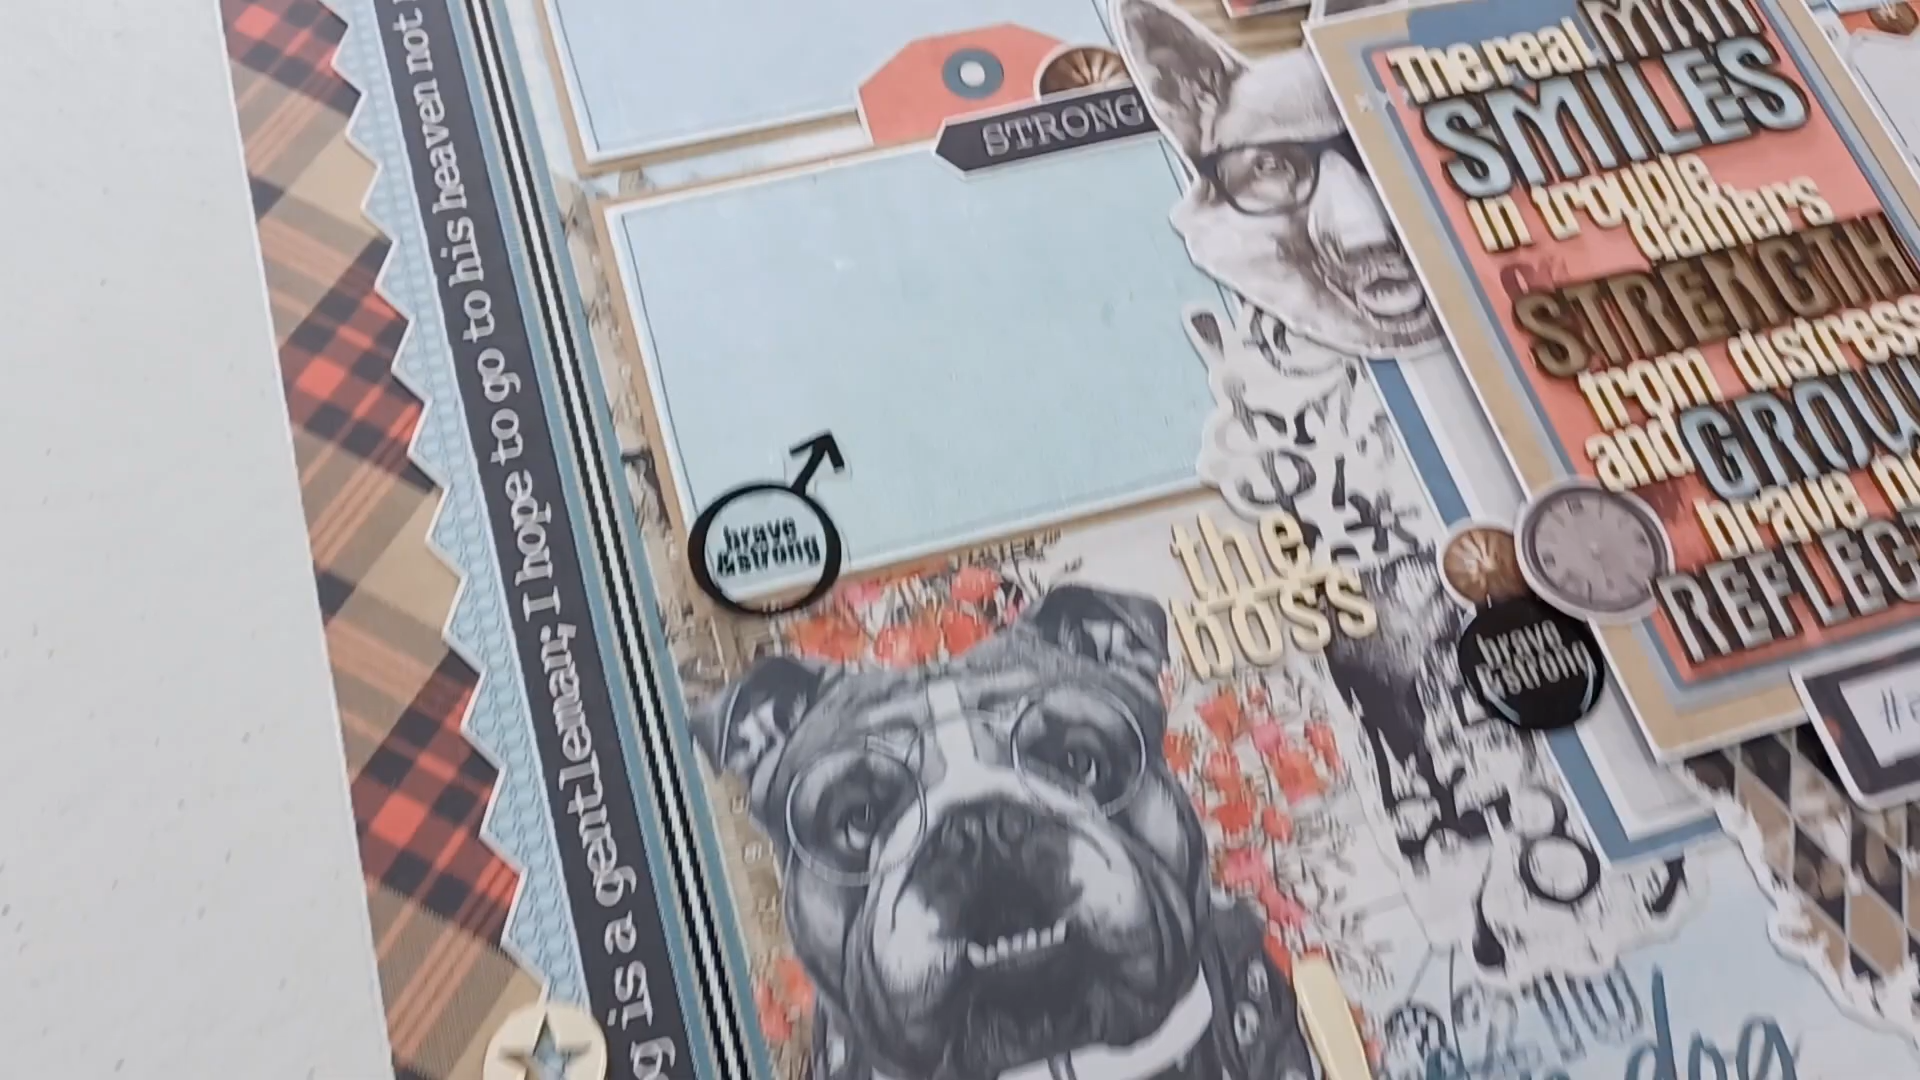 g is a gentleman; I hope to go to his heaven not
STRONG
The real MAN
SMILES
in trouble
gathers
STRENGTH
from distress
and GROW
brave
REFLEC
brave
&strong
the
boss
brave
&strong
dog